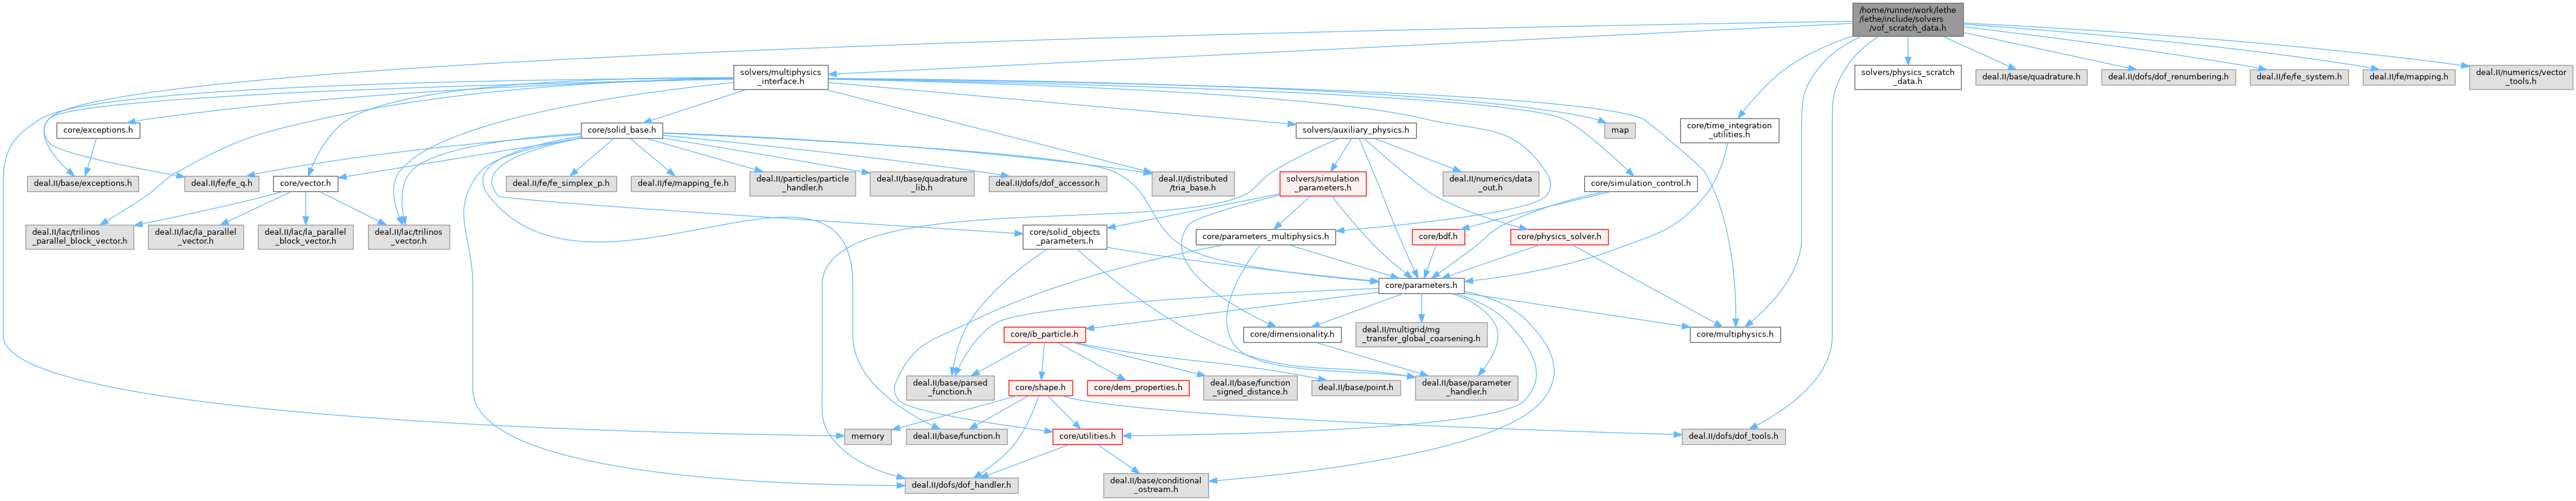 /home/runner/work/lethe
/lethe/include/solvers
/vof_scratch_data.h
solvers/multiphysics
_interface.h
solvers/physics_scratch
_data.h
deal.II/base/quadrature.h
deal.II/dofs/dof_renumbering.h
deal.II/fe/fe_system.h
deal.II/fe/mapping.h
deal.II/numerics/vector
_tools.h
core/exceptions.h
core/solid_base.h
solvers/auxiliary_physics.h
map
core/time_integration
_utilities.h
deal.II/base/exceptions.h
deal.II/fe/fe_q.h
core/vector.h
deal.II/fe/fe_simplex_p.h
deal.II/fe/mapping_fe.h
deal.II/particles/particle
_handler.h
deal.II/base/quadrature
_lib.h
deal.II/dofs/dof_accessor.h
deal.II/distributed
/tria_base.h
solvers/simulation
_parameters.h
deal.II/numerics/data
_out.h
core/simulation_control.h
deal.II/lac/trilinos
_parallel_block_vector.h
deal.II/lac/la_parallel
_vector.h
deal.II/lac/la_parallel
_block_vector.h
deal.II/lac/trilinos
_vector.h
core/solid_objects
_parameters.h
core/parameters_multiphysics.h
core/bdf.h
core/physics_solver.h
core/parameters.h
core/ib_particle.h
core/dimensionality.h
deal.II/multigrid/mg
_transfer_global_coarsening.h
core/multiphysics.h
deal.II/base/parsed
_function.h
core/shape.h
core/dem_properties.h
deal.II/base/function
_signed_distance.h
deal.II/base/point.h
deal.II/base/parameter
_handler.h
memory
deal.II/base/function.h
core/utilities.h
deal.II/dofs/dof_tools.h
deal.II/dofs/dof_handler.h
deal.II/base/conditional
_ostream.h